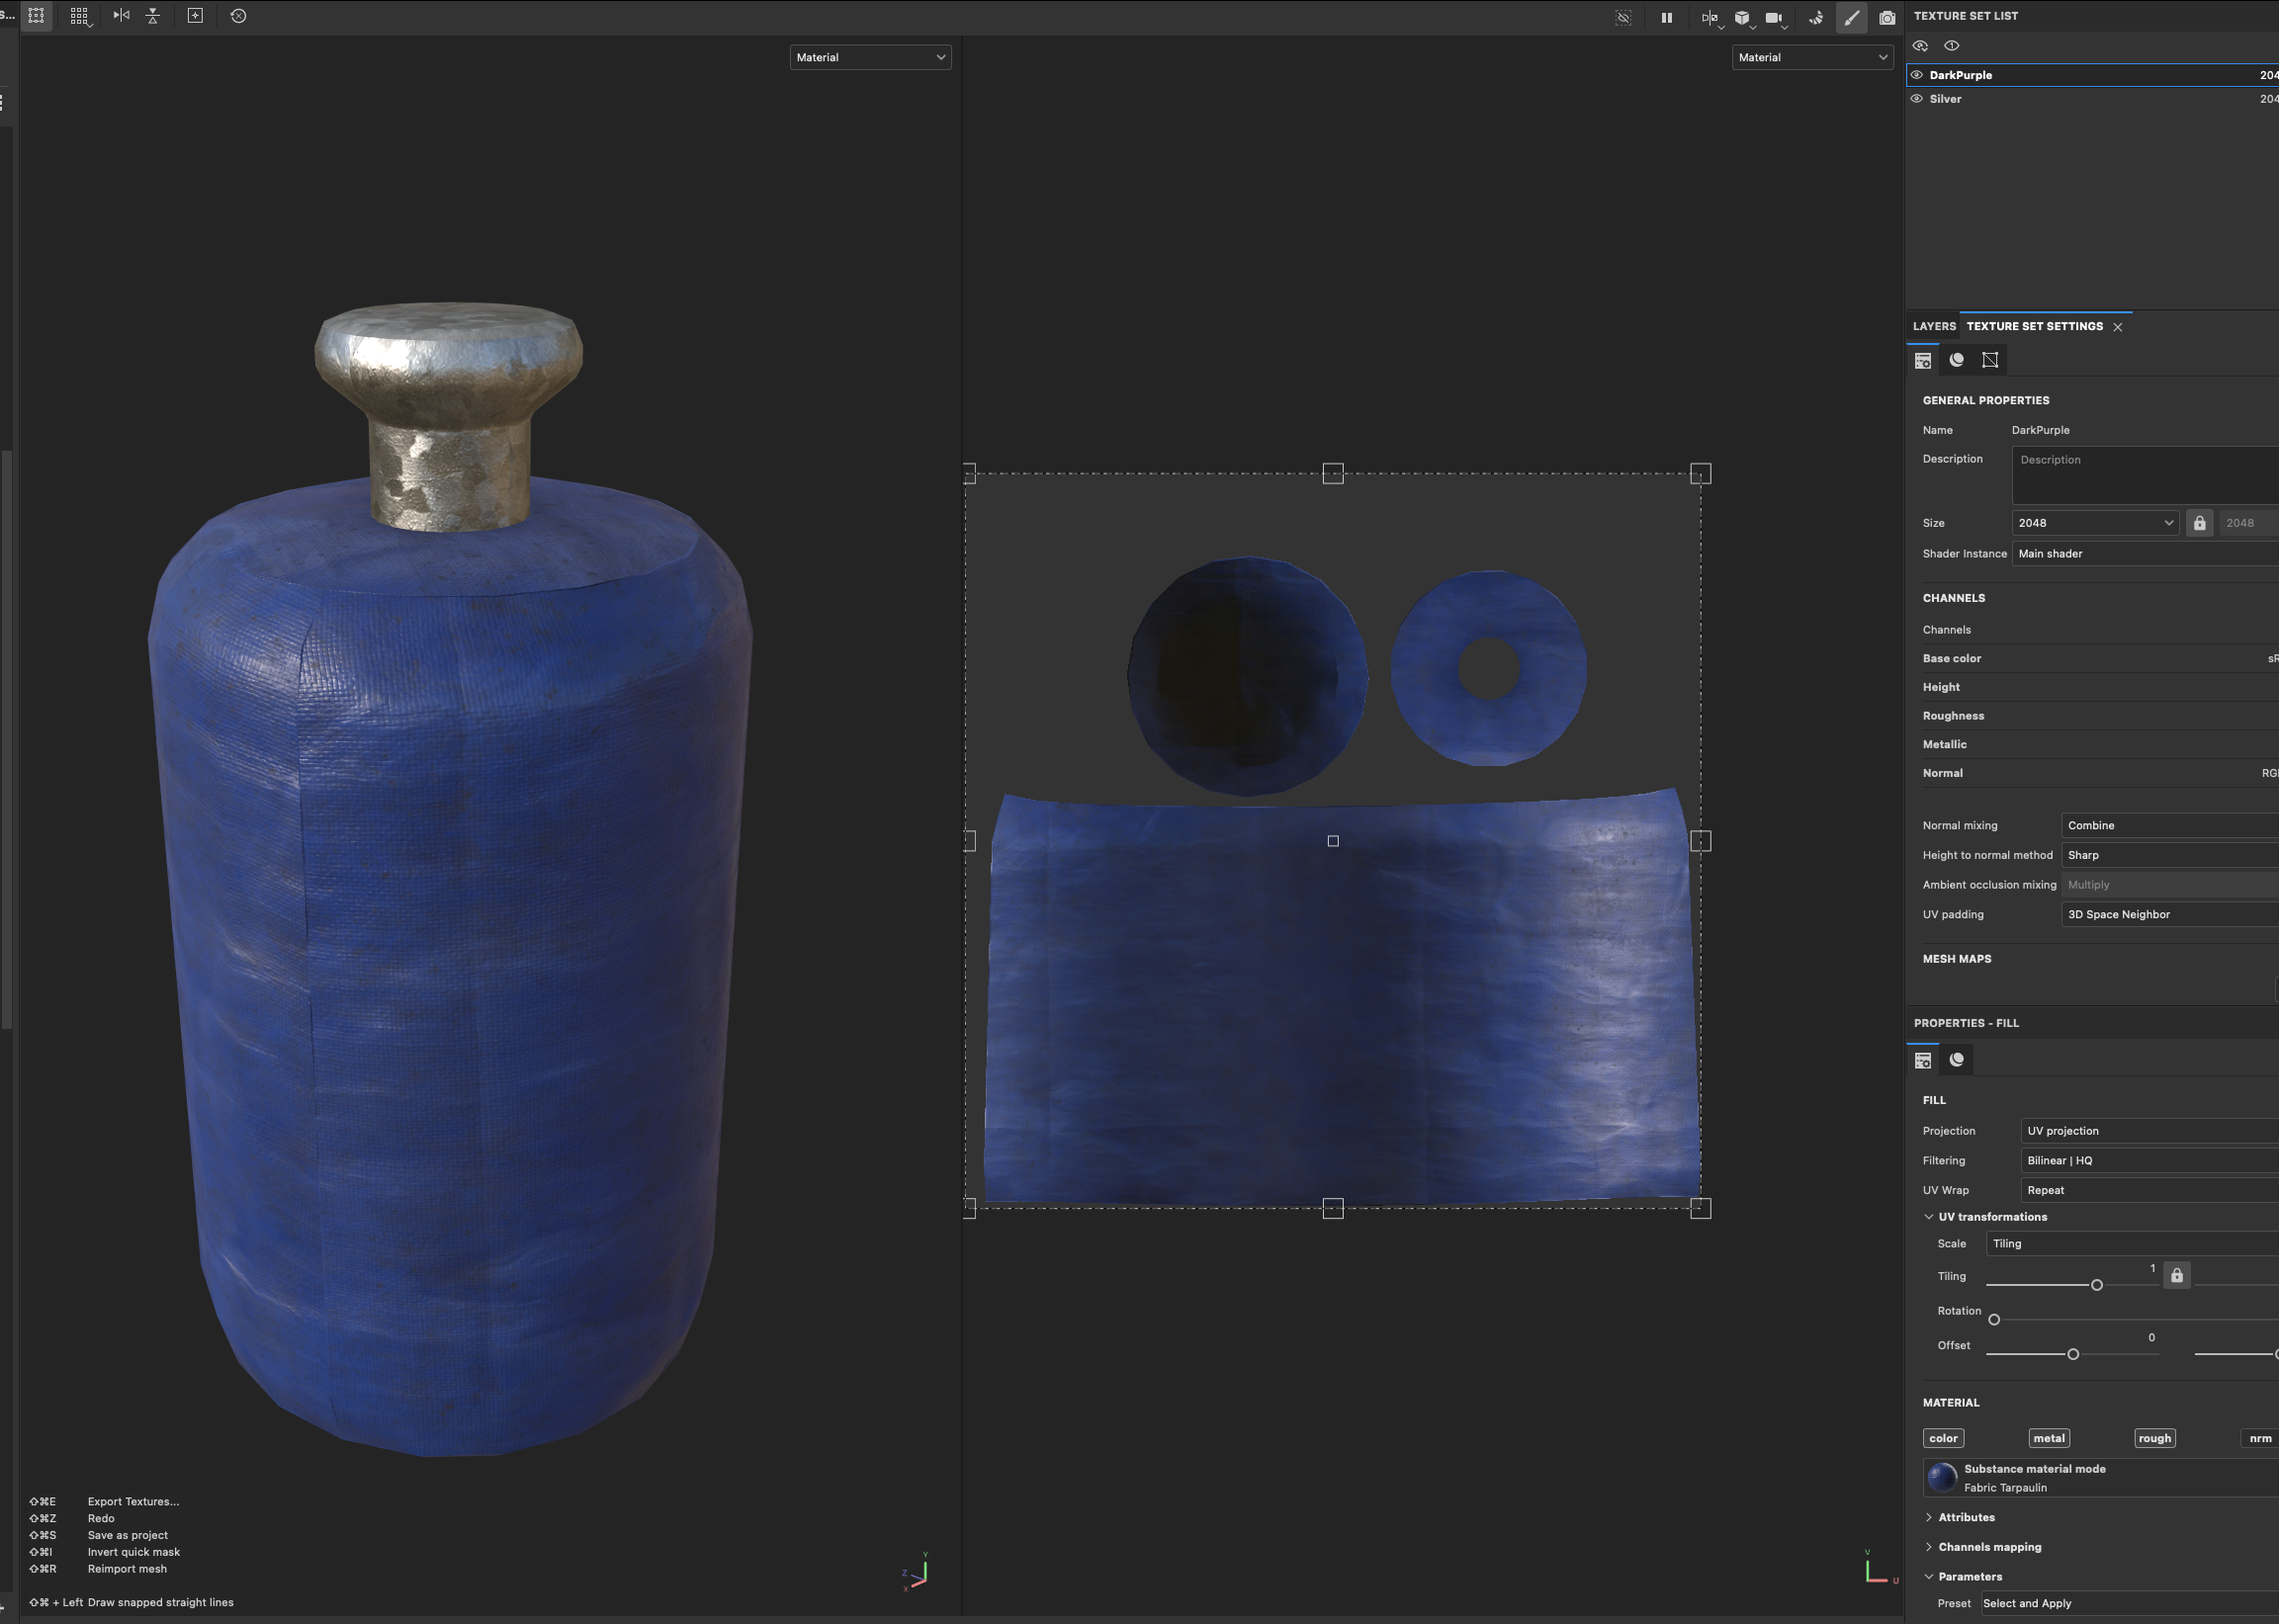 S...
Material
Material
TEXTURE SET LIST
DarkPurple 204
Silver 204
LAYERS TEXTURE SET SETTINGS
GENERAL PROPERTIES
Name DarkPurple
Description Description
Size 2048 2048
Shader Instance Main shader
CHANNELS
Channels
Base color sR
Height
Roughness
Metallic
Normal RGI
Normal mixing Combine
Height to normal method Sharp
Ambient occlusion mixing Multiply
UV padding 3D Space Neighbor
MESH MAPS
PROPERTIES - FILL
FILL
Projection UV projection
Filtering Bilinear | HQ
UV Wrap Repeat
UV transformations
Scale Tiling
Tiling 1
Rotation
Offset 0
MATERIAL
color metal rough nrm
Substance material mode
Fabric Tarpaulin
Attributes
Channels mapping
Parameters
Preset Select and Apply
⇧⌘E Export Textures...
⇧⌘Z Redo
⇧⌘S Save as project
⇧⌘I Invert quick mask
⇧⌘R Reimport mesh
⇧⌘ + Left Draw snapped straight lines
Y
Z
X
V
U